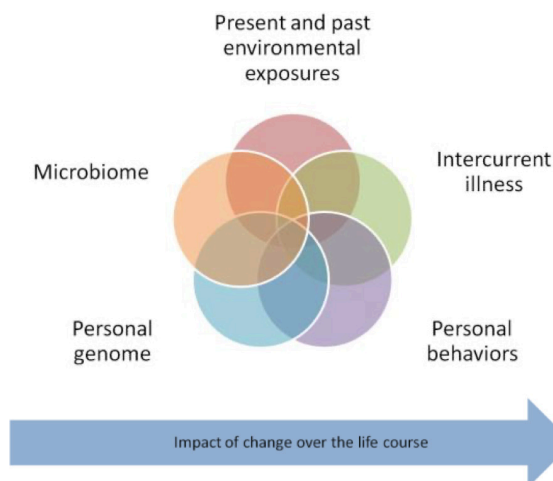 Present and past
environmental
exposures
Microbiome
Intercurrent
illness
Personal
genome
Personal
behaviors
Impact of change over the life course